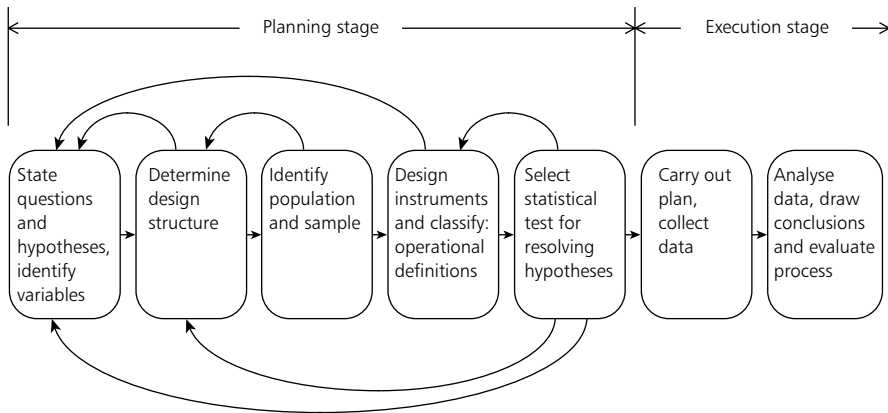 Planning stage
Execution stage
State
questions
and
hypotheses,
identify
variables
Determine
design
structure
Identify
population
and sample
Design
instruments
and classify:
operational
definitions
Select
statistical
test for
resolving
hypotheses
Carry out
plan,
collect
data
Analyse
data, draw
conclusions
and evaluate
process